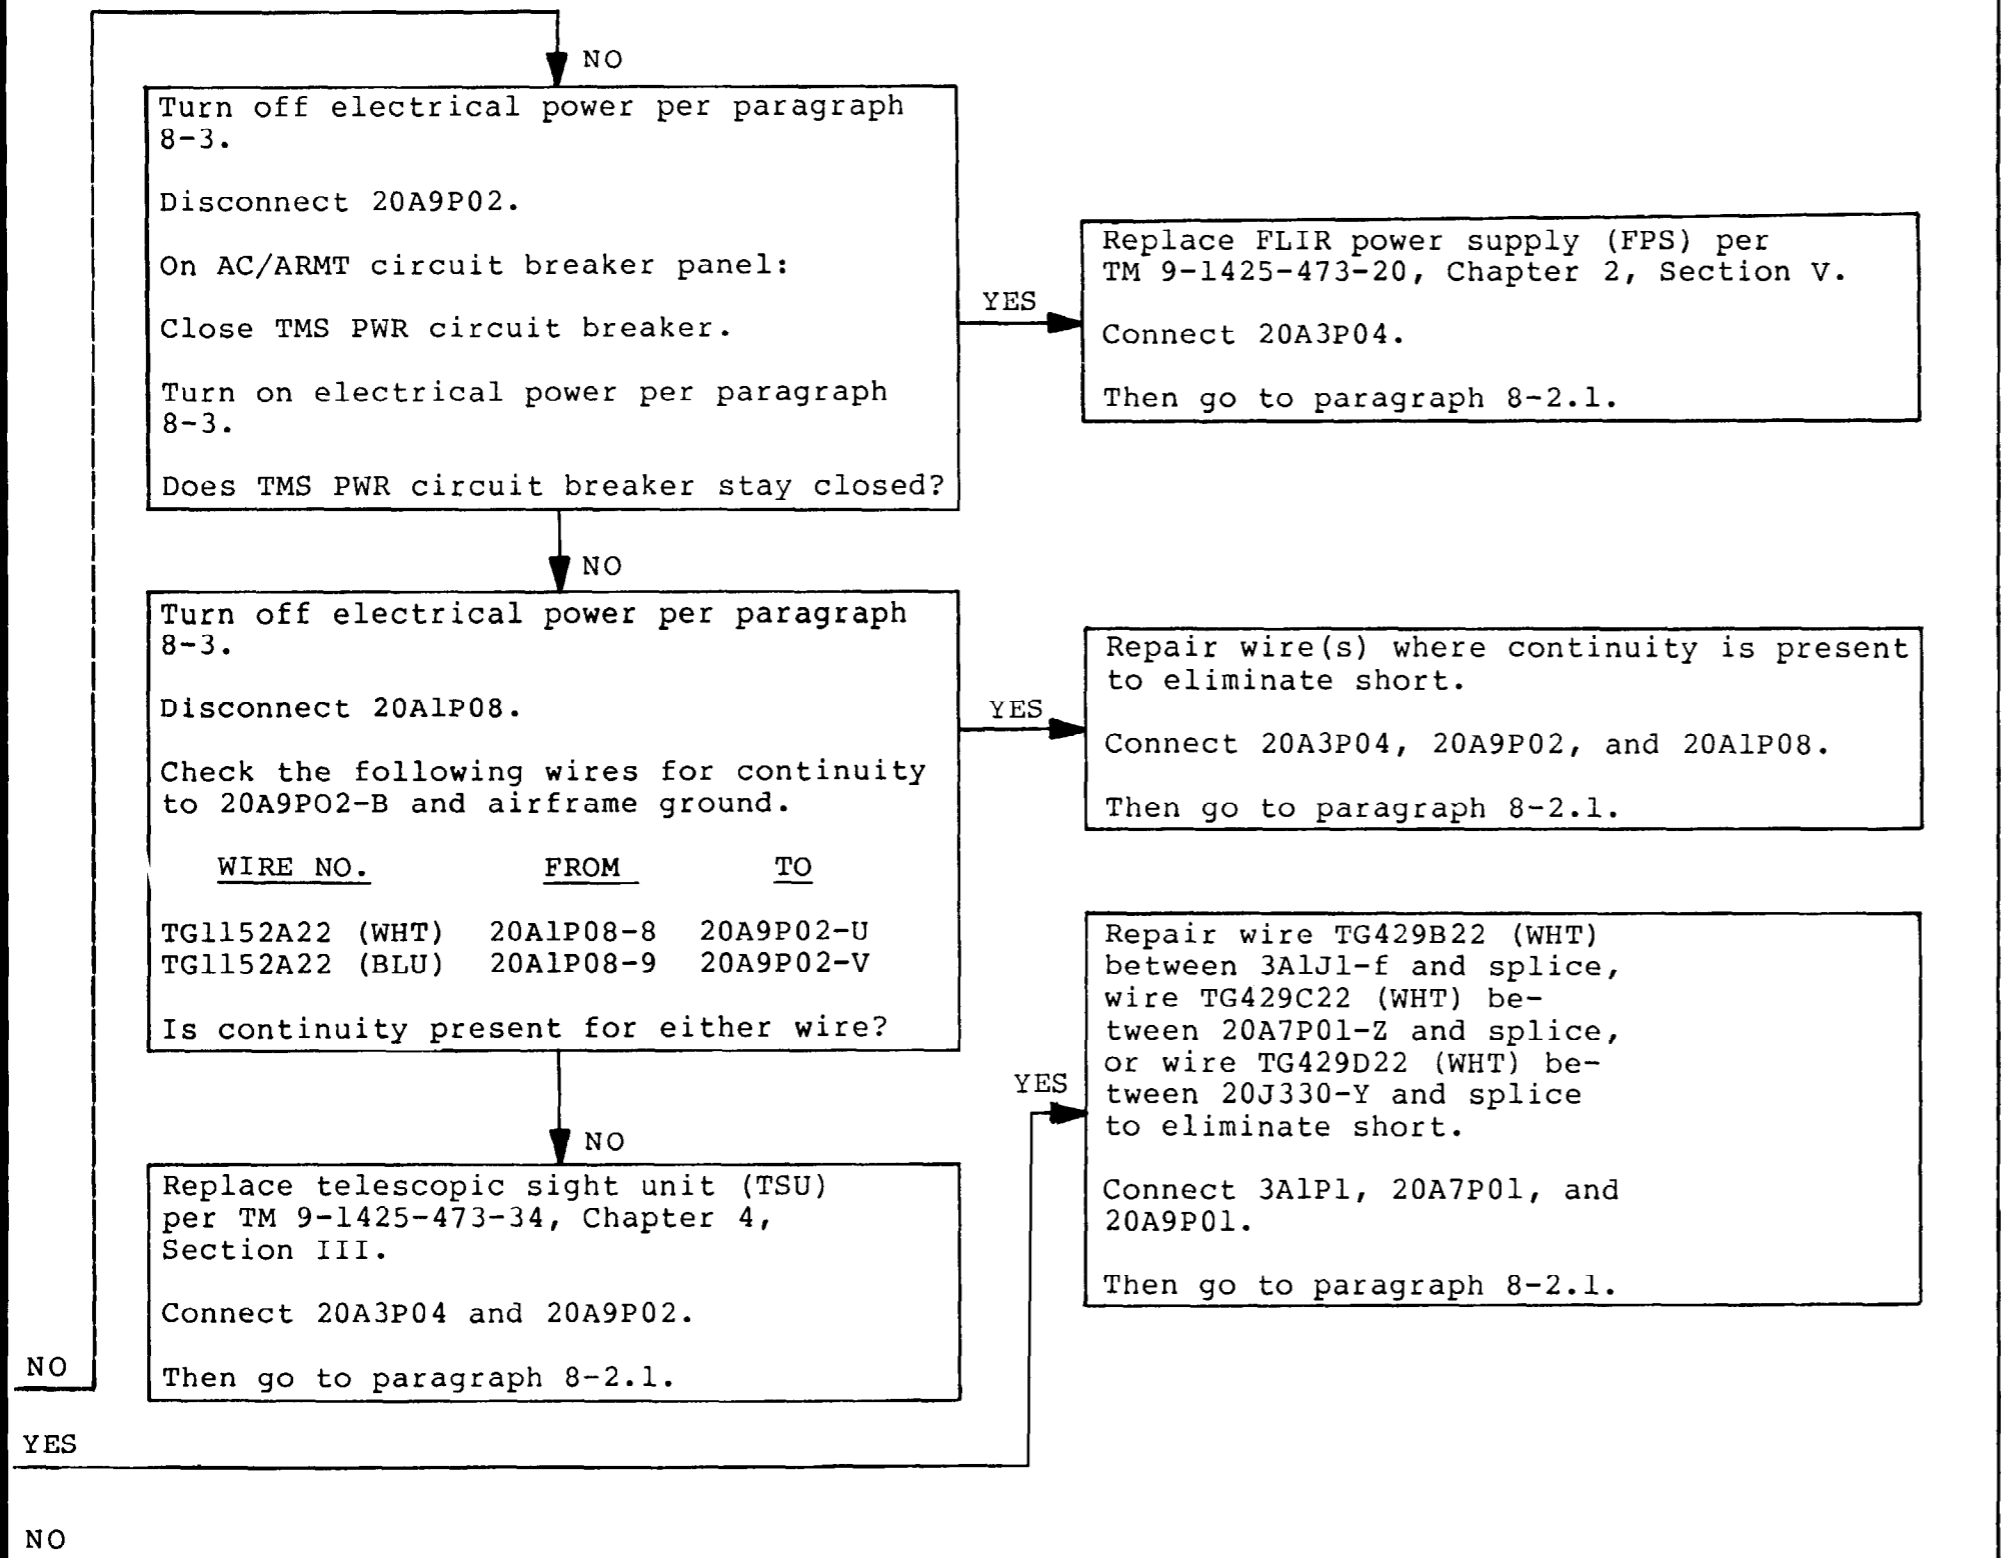 NO
Turn off electrical power per paragraph
8-3.
Disconnect 20A9P02.
On AC/ARMT circuit breaker panel:
Close TMS PWR circuit breaker.
Turn on electrical power per paragraph
8-3.
Does TMS PWR circuit breaker stay closed?
YES
Replace FLIR power supply (FPS) per
TM 9-1425-473-20, Chapter 2, Section V.
Connect 20A3P04.
Then go to paragraph 8-2.1.
NO
Turn off electrical power per paragraph
8-3.
Disconnect 20A1P08.
Check the following wires for continuity
to 20A9PO2-B and airframe ground.
WIRE NO. FROM TO
TG1152A22 (WHT) 20A1P08-8 20A9P02-U
TG1152A22 (BLU) 20A1P08-9 20A9P02-V
Is continuity present for either wire?
YES
Repair wire(s) where continuity is present
to eliminate short.
Connect 20A3P04, 20A9P02, and 20A1P08.
Then go to paragraph 8-2.1.
NO
Replace telescopic sight unit (TSU)
per TM 9-1425-473-34, Chapter 4,
Section III.
Connect 20A3P04 and 20A9P02.
Then go to paragraph 8-2.1.
YES
Repair wire TG429B22 (WHT)
between 3A1J1-f and splice,
wire TG429C22 (WHT) be-
tween 20A7P01-Z and splice,
or wire TG429D22 (WHT) be-
tween 20J330-Y and splice
to eliminate short.
Connect 3A1P1, 20A7P01, and
20A9P01.
Then go to paragraph 8-2.1.
NO
YES
NO